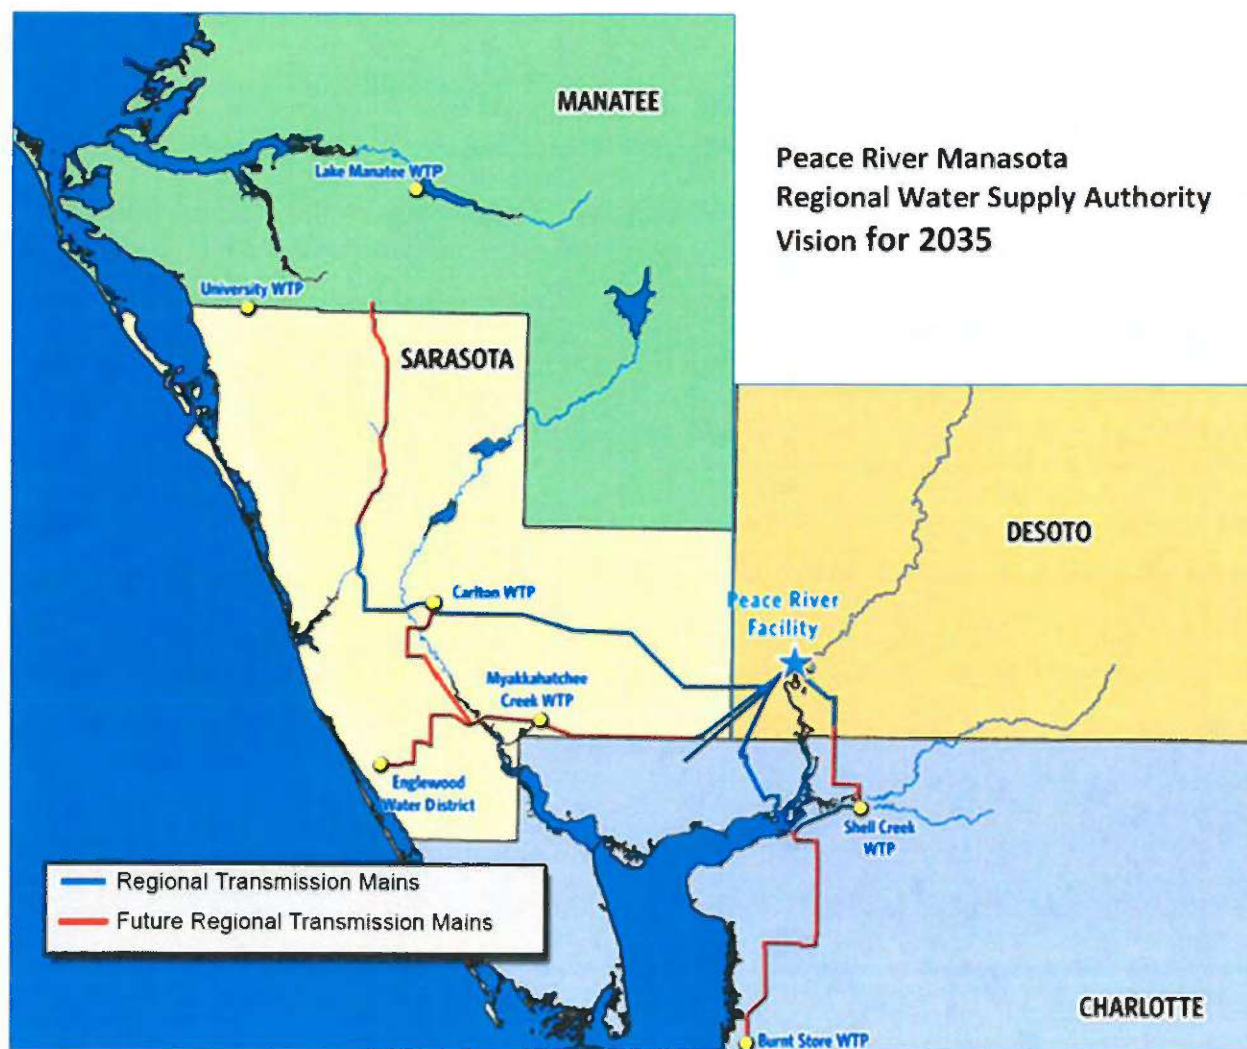 MANATEE
Peace River Manasota
Regional Water Supply Authority
Vision for 2035
Lake Manatee WTP
University WTP
SARASOTA
DESOTO
Carlton WTP
Peace River
Facility
Myakkahatchee
Creek WTP
Englewood
Water District
Shell Creek
WTP
Regional Transmission Mains
Future Regional Transmission Mains
CHARLOTTE
Burnt Store WTP